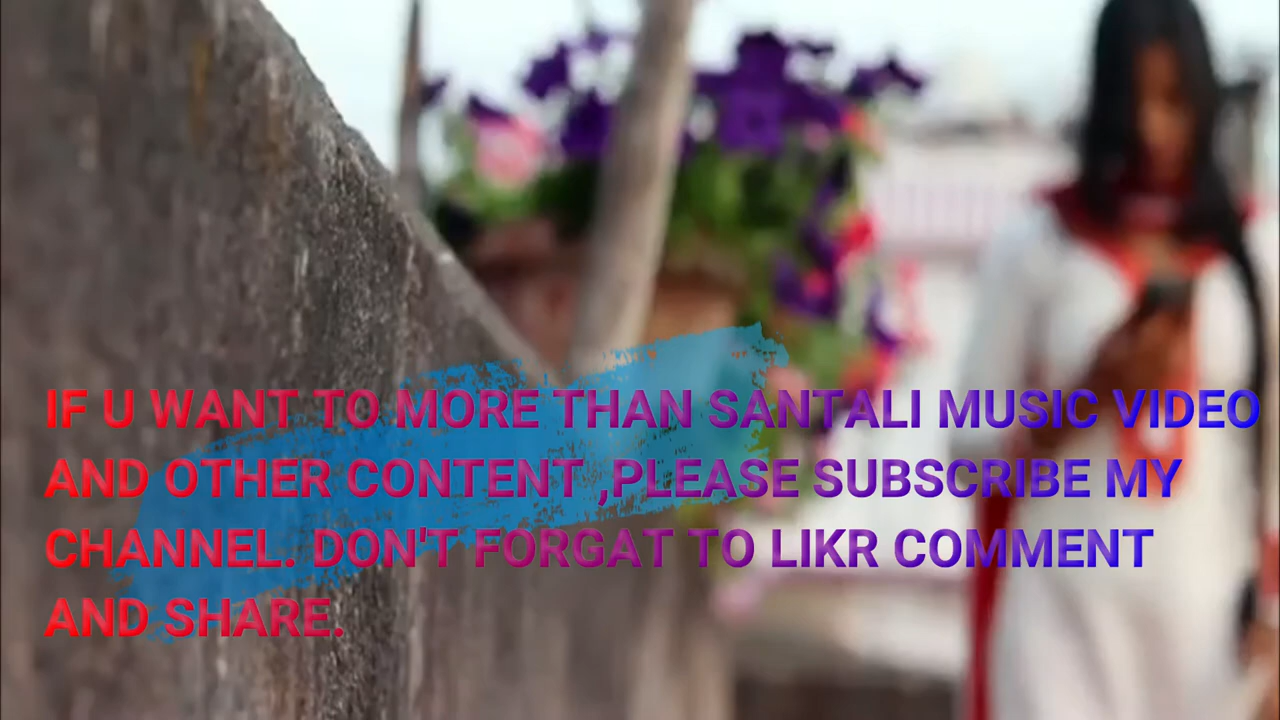 IF U WANT TO MORE THAN SANTALI MUSIC VIDEO
AND OTHER CONTENT ,PLEASE SUBSCRIBE MY
CHANNEL. DON'T FORGAT TO LIKR COMMENT
AND SHARE.